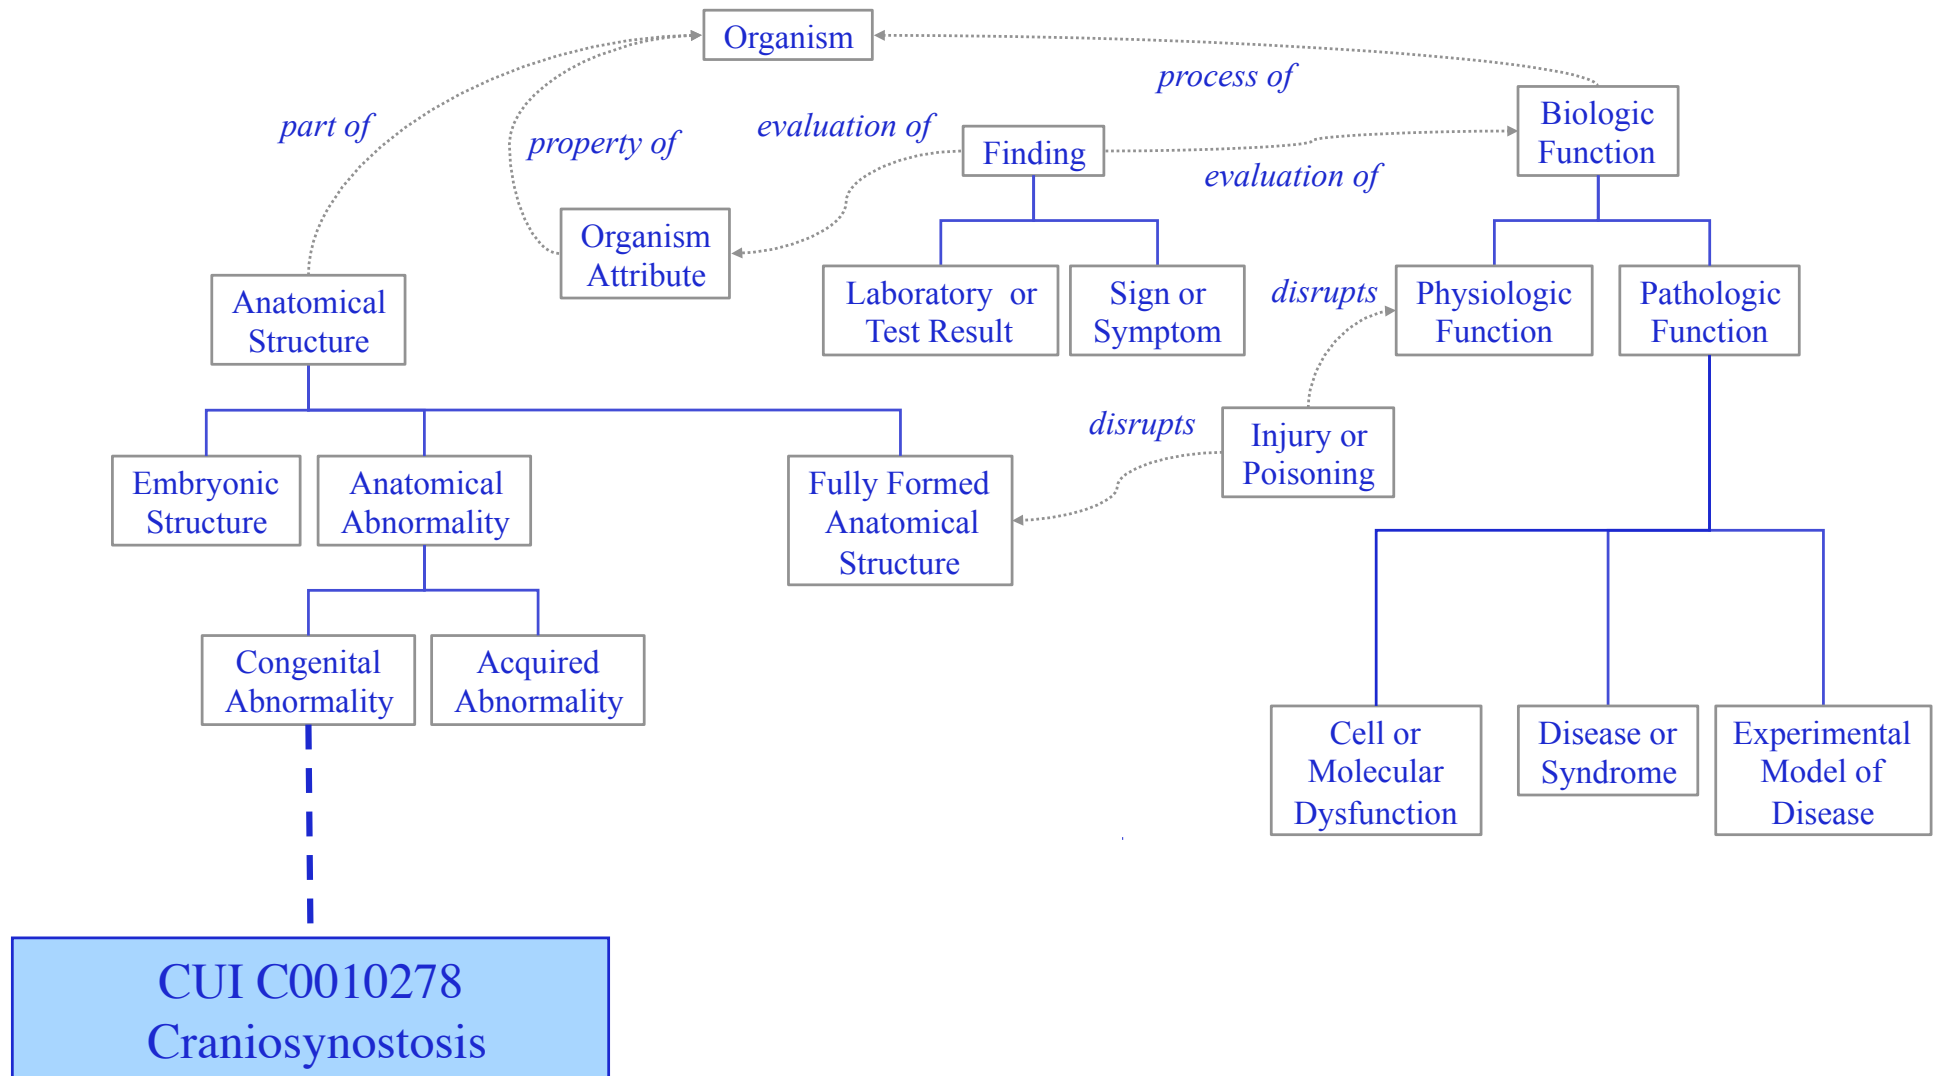 Organism
process of
Biologic
Function
part of
property of
evaluation of
Finding
evaluation of
Organism
Attribute
Laboratory or
Test Result
Sign or
Symptom
disrupts
Physiologic
Function
Pathologic
Function
Anatomical
Structure
disrupts
Injury or
Poisoning
Embryonic
Structure
Anatomical
Abnormality
Fully Formed
Anatomical
Structure
Congenital
Abnormality
Acquired
Abnormality
Cell or
Molecular
Dysfunction
Disease or
Syndrome
Experimental
Model of
Disease
CUI C0010278
Craniosynostosis